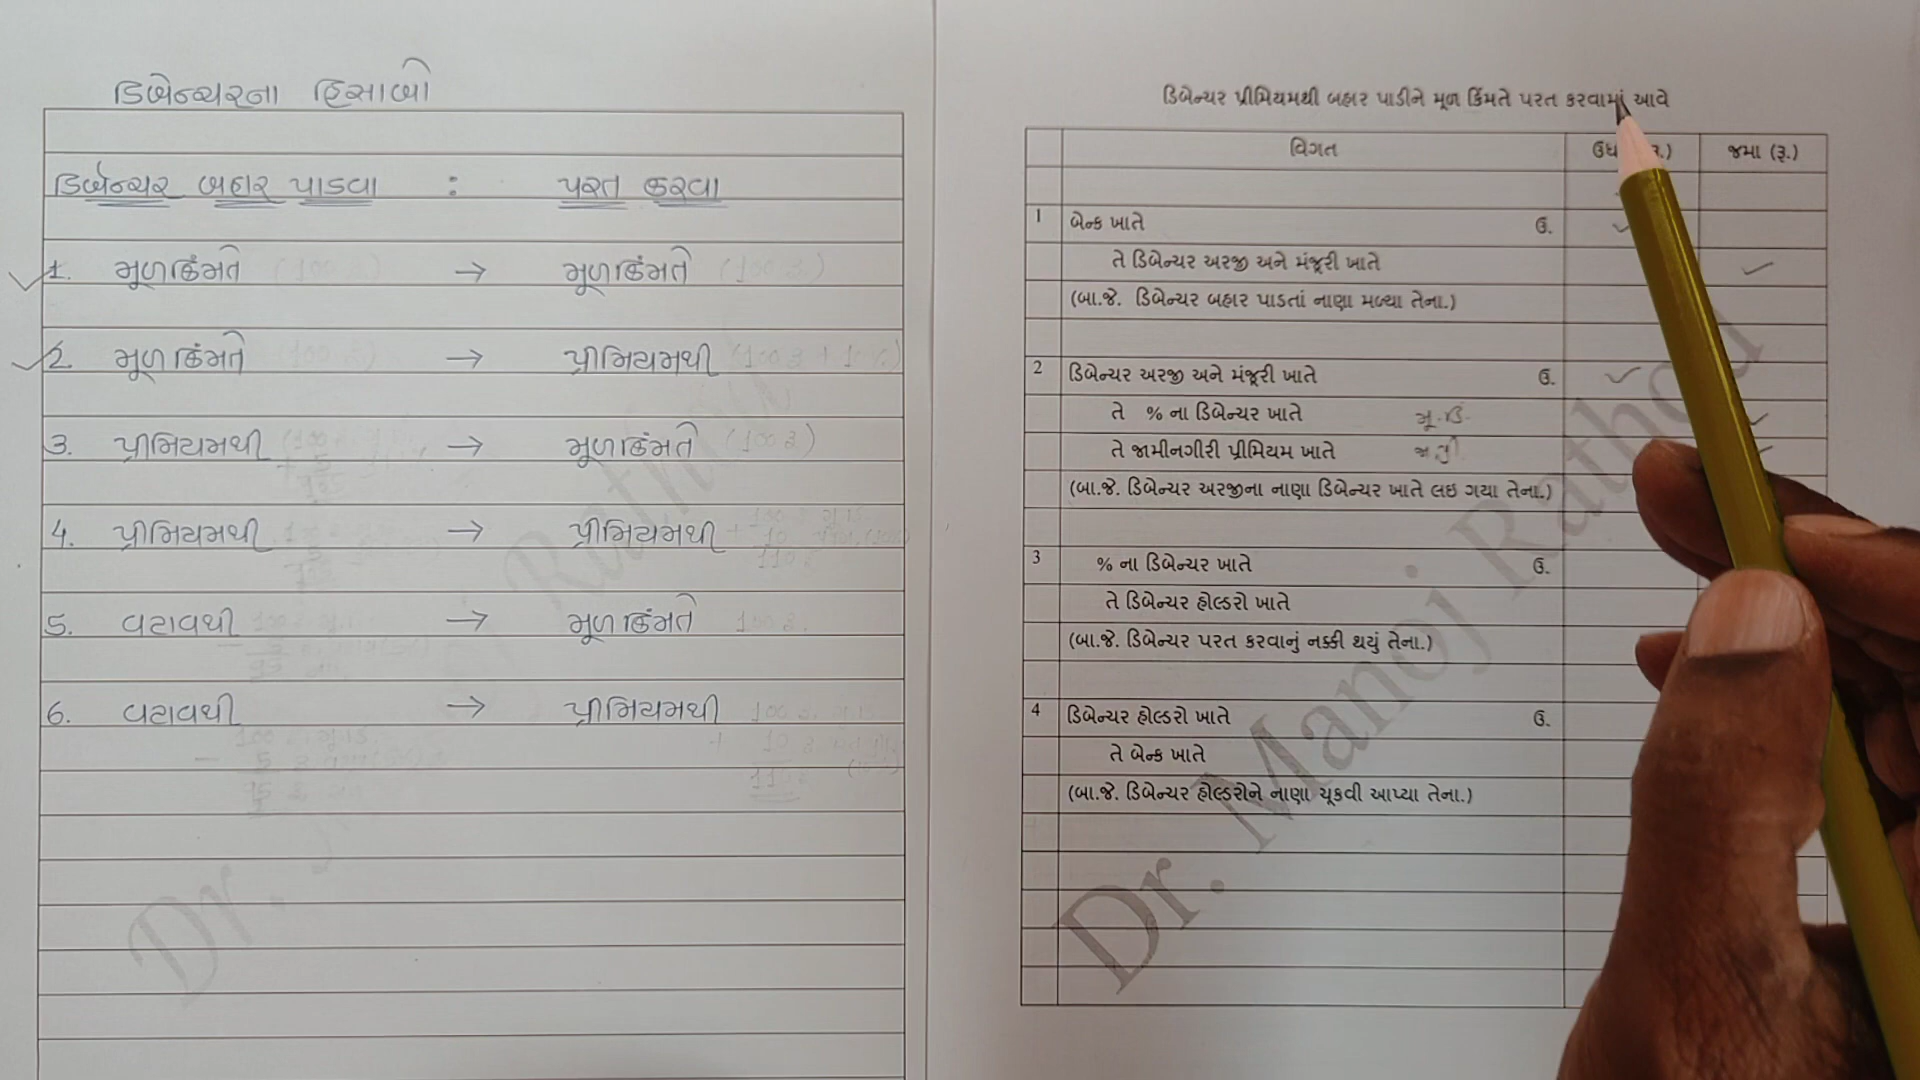 ડિબેન્ચરના હિસાબો
ડિબેન્ચર બહાર પાડવા : પરત કરવા
1. મૂળકિંમતે (100 રૂ) → મૂળકિંમતે (100 રૂ)
2. મૂળકિંમતે → પ્રીમિયમથી
3. પ્રીમિયમથી → મૂળકિંમતે (100 રૂ)
4. પ્રીમિયમથી → પ્રીમિયમથી
5. વટાવથી → મૂળકિંમતે
6. વટાવથી → પ્રીમિયમથી
ડિબેન્ચર પ્રીમિયમથી બહાર પાડીને મૂળ કિંમતે પરત કરવામાં આવે
વિગત જમા (રૂ.)
1 બેન્ક ખાતે ઉ.
તે ડિબેન્ચર અરજી અને મંજૂરી ખાતે
(બા.જે. ડિબેન્ચર બહાર પાડતાં નાણા મળ્યા તેના.)
2 ડિબેન્ચર અરજી અને મંજૂરી ખાતે ઉ.
તે % ના ડિબેન્ચર ખાતે મૂ.કિં.
તે જામીનગીરી પ્રીમિયમ ખાતે
(બા.જે. ડિબેન્ચર અરજીના નાણા ડિબેન્ચર ખાતે લઇ ગયા તેના.)
3 % ના ડિબેન્ચર ખાતે ઉ.
તે ડિબેન્ચર હોલ્ડરો ખાતે
(બા.જે. ડિબેન્ચર પરત કરવાનું નક્કી થયું તેના.)
4 ડિબેન્ચર હોલ્ડરો ખાતે ઉ.
તે બેન્ક ખાતે
(બા.જે. ડિબેન્ચર હોલ્ડરોને નાણા ચૂકવી આપ્યા તેના.)
Dr. Manoj Rathod